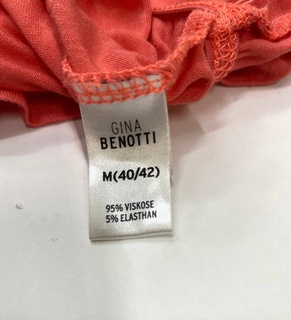 GINA
BENOTTI
M(40/42)
95% VISKOSE
5% ELASTHAN